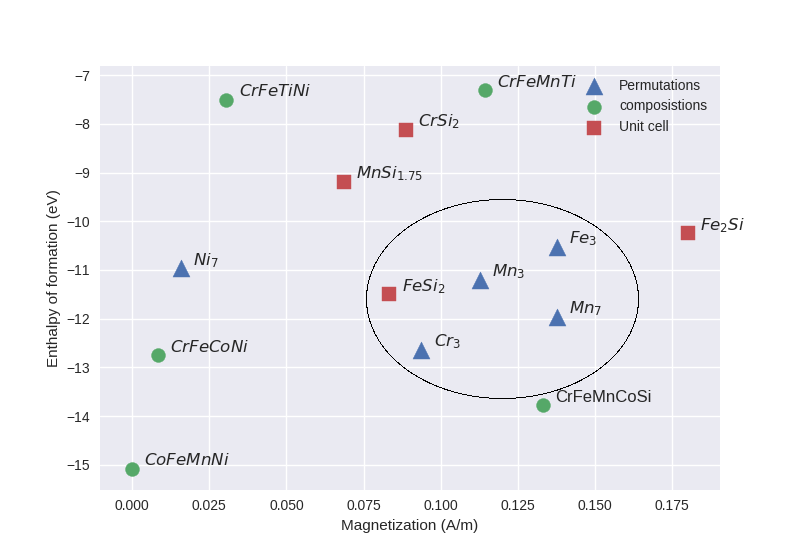 −7
−8
−9
−10
−11
−12
−13
−14
−15
Enthalpy of formation (eV)
CrFeTiNi
CrFeMnTi
Permutations
composistions
Unit cell
CrSi₂
MnSi₁.₇₅
Fe₂Si
Fe₃
Ni₇
Mn₃
FeSi₂
Mn₇
Cr₃
CrFeCoNi
CrFeMnCoSi
CoFeMnNi
0.000 0.025 0.050 0.075 0.100 0.125 0.150 0.175
Magnetization (A/m)